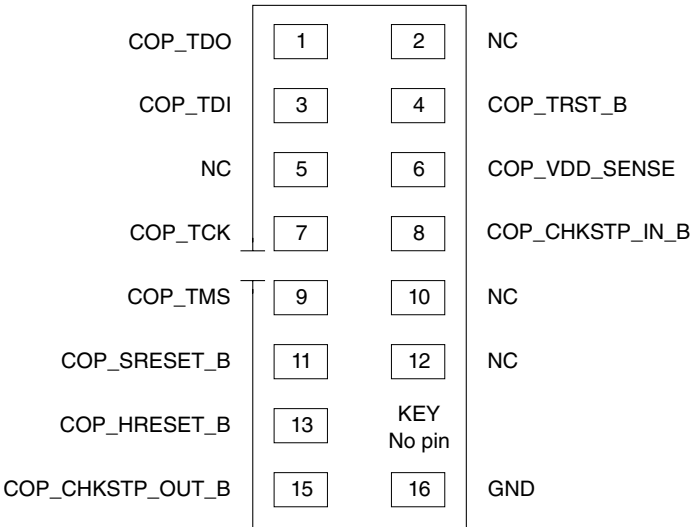 COP_TDO 1 2 NC
COP_TDI 3 4 COP_TRST_B
NC 5 6 COP_VDD_SENSE
COP_TCK 7 8 COP_CHKSTP_IN_B
COP_TMS 9 10 NC
COP_SRESET_B 11 12 NC
COP_HRESET_B 13 KEY
No pin
COP_CHKSTP_OUT_B 15 16 GND